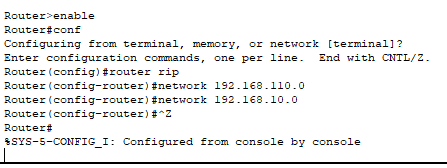 Router>enable
Router#conf
Configuring from terminal, memory, or network [terminal]?
Enter configuration commands, one per line.  End with CNTL/Z.
Router(config)#router rip
Router(config-router)#network 192.168.110.0
Router(config-router)#network 192.168.10.0
Router(config-router)#^Z
Router#
%SYS-5-CONFIG_I: Configured from console by console